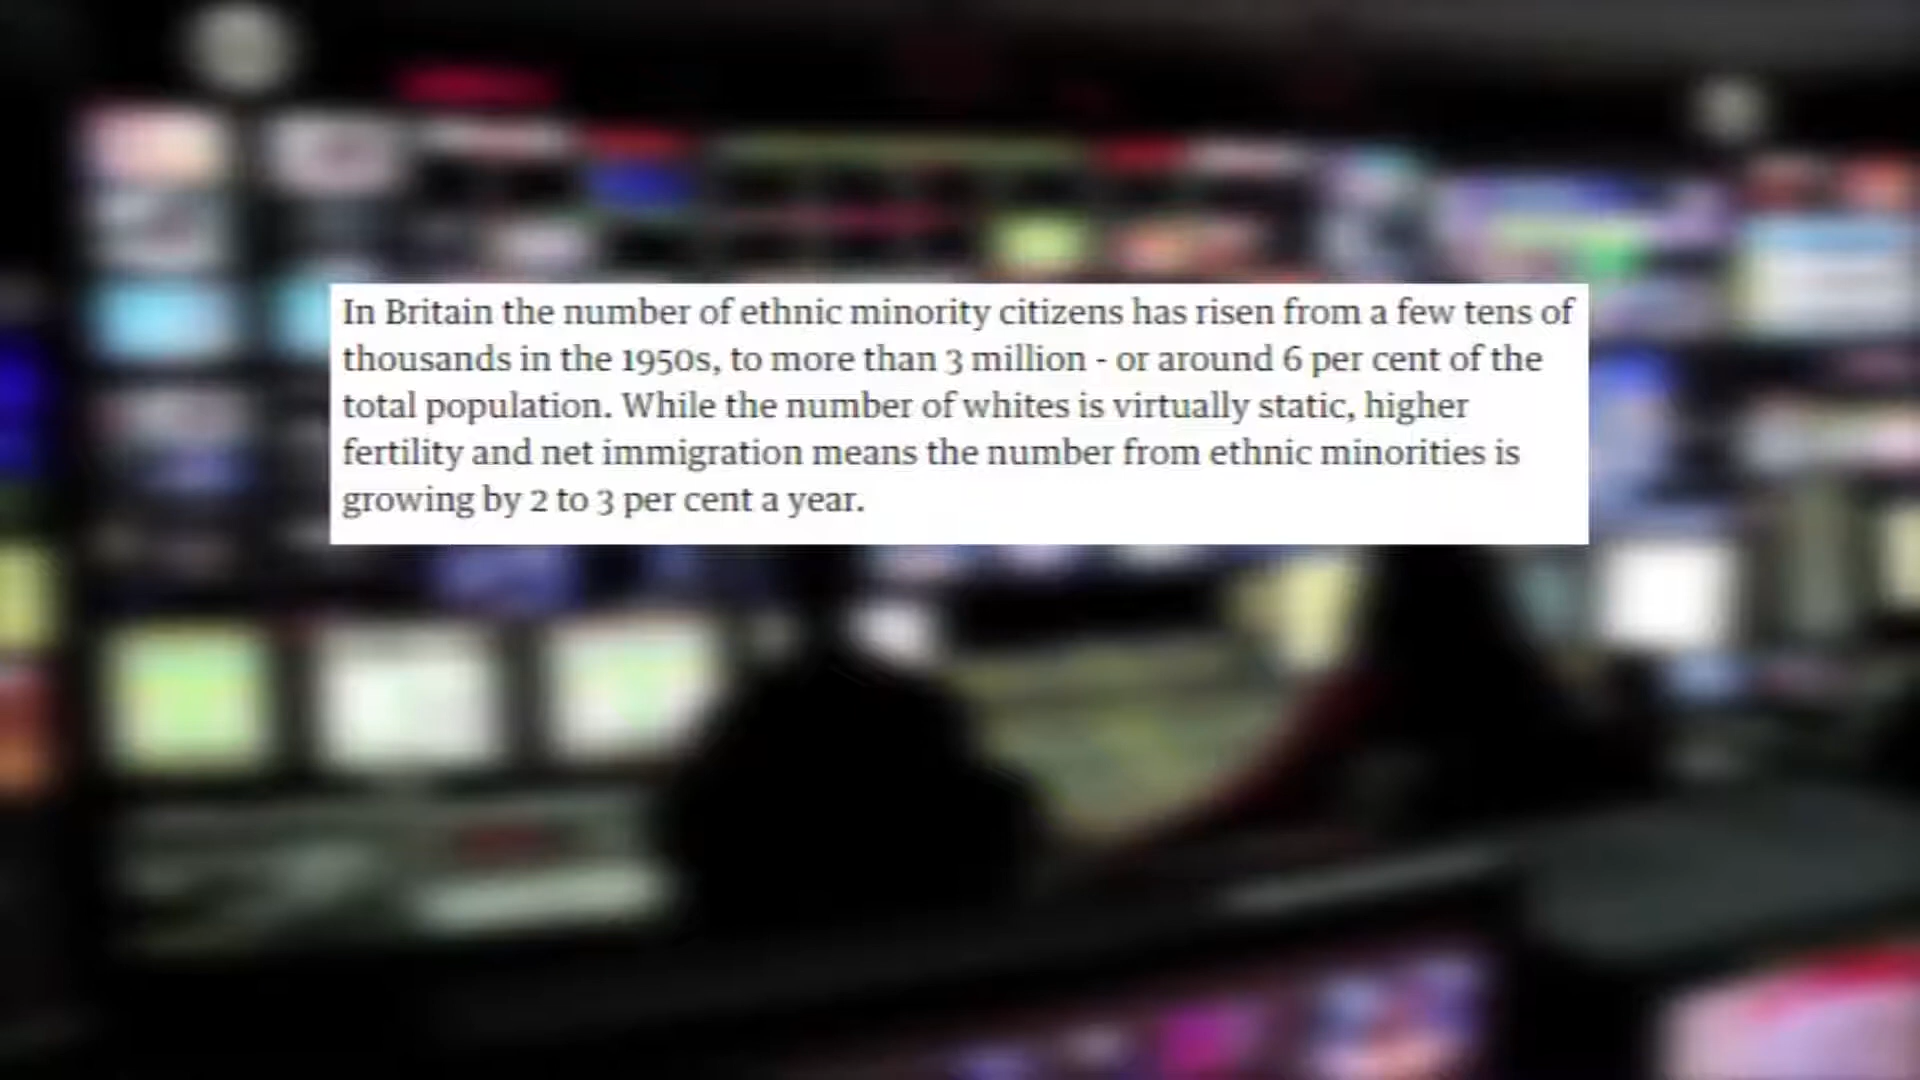 In Britain the number of ethnic minority citizens has risen from a few tens of
thousands in the 1950s, to more than 3 million - or around 6 per cent of the
total population. While the number of whites is virtually static, higher
fertility and net immigration means the number from ethnic minorities is
growing by 2 to 3 per cent a year.